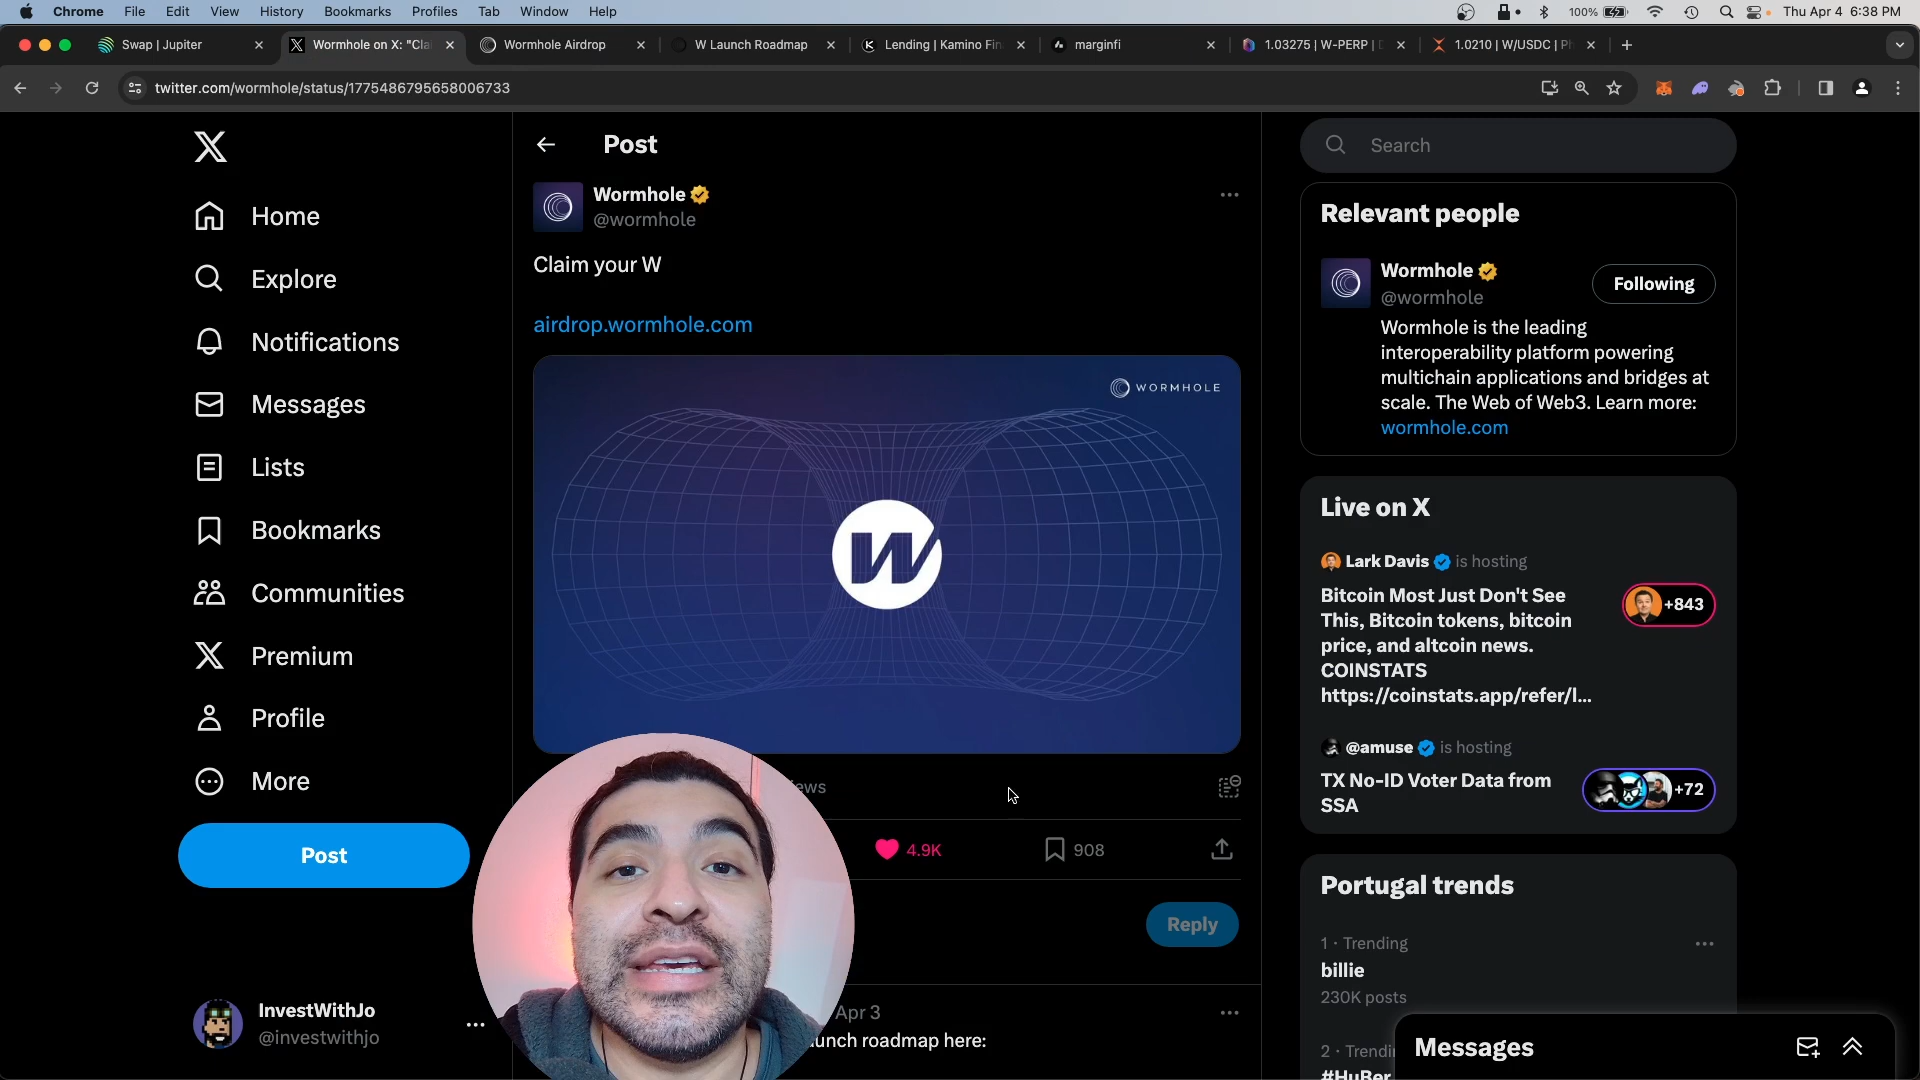 Chrome File Edit View History Bookmarks Profiles Tab Window Help 100% Thu Apr 4 6:38 PM
Swap | Jupiter Wormhole on X: "Cla Wormhole Airdrop W Launch Roadmap Lending | Kamino Fin marginfi 1.03275 | W-PERP | 1.0210 | W/USDC |
twitter.com/wormhole/status/1775486795658006733
Home
Explore
Notifications
Messages
Lists
Bookmarks
Communities
Premium
Profile
More
Post
InvestWithJo
@investwithjo
Post
Wormhole
@wormhole
Claim your W
airdrop.wormhole.com
WORMHOLE
W
ews
4.9K 908
Reply
Apr 3
aunch roadmap here:
Search
Relevant people
Wormhole
@wormhole
Following
Wormhole is the leading
interoperability platform powering
multichain applications and bridges at
scale. The Web of Web3. Learn more:
wormhole.com
Live on X
Lark Davis is hosting
Bitcoin Most Just Don't See
This, Bitcoin tokens, bitcoin
price, and altcoin news.
COINSTATS
https://coinstats.app/refer/l...
+843
@amuse is hosting
TX No-ID Voter Data from
SSA
+72
Portugal trends
1 · Trending
billie
230K posts
2 · Trendi
#HuBer
Messages